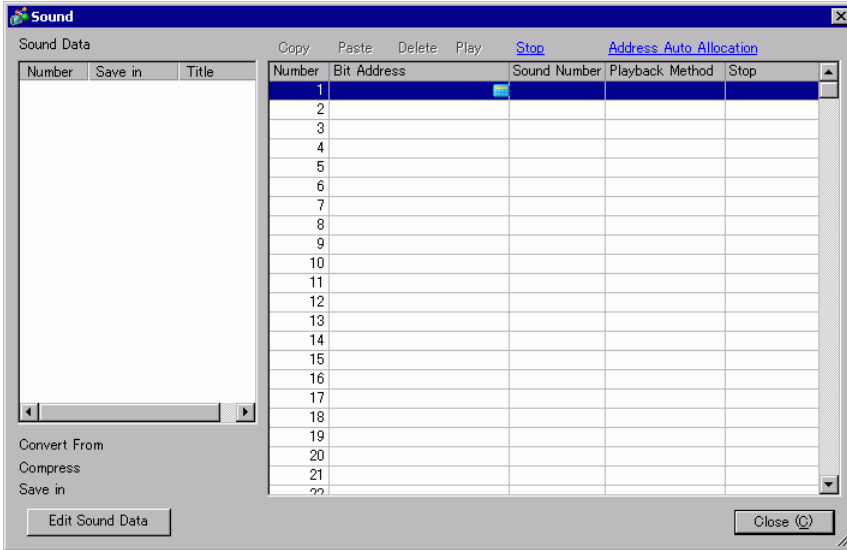 Sound
Sound Data
Copy Paste Delete Play Stop Address Auto Allocation
Number Save in Title
Number Bit Address Sound Number Playback Method Stop
1
2
3
4
5
6
7
8
9
10
11
12
13
14
15
16
17
18
19
20
21
22
Convert From
Compress
Save in
Edit Sound Data
Close (C)